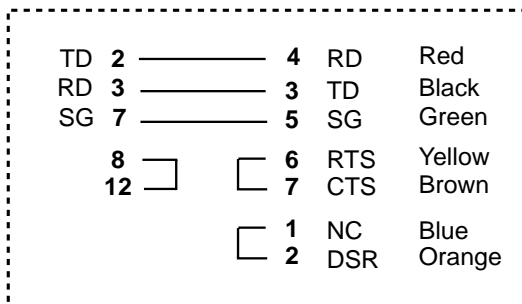 TD 2 4 RD Red
RD 3 3 TD Black
SG 7 5 SG Green
8 6 RTS Yellow
12 7 CTS Brown
1 NC Blue
2 DSR Orange